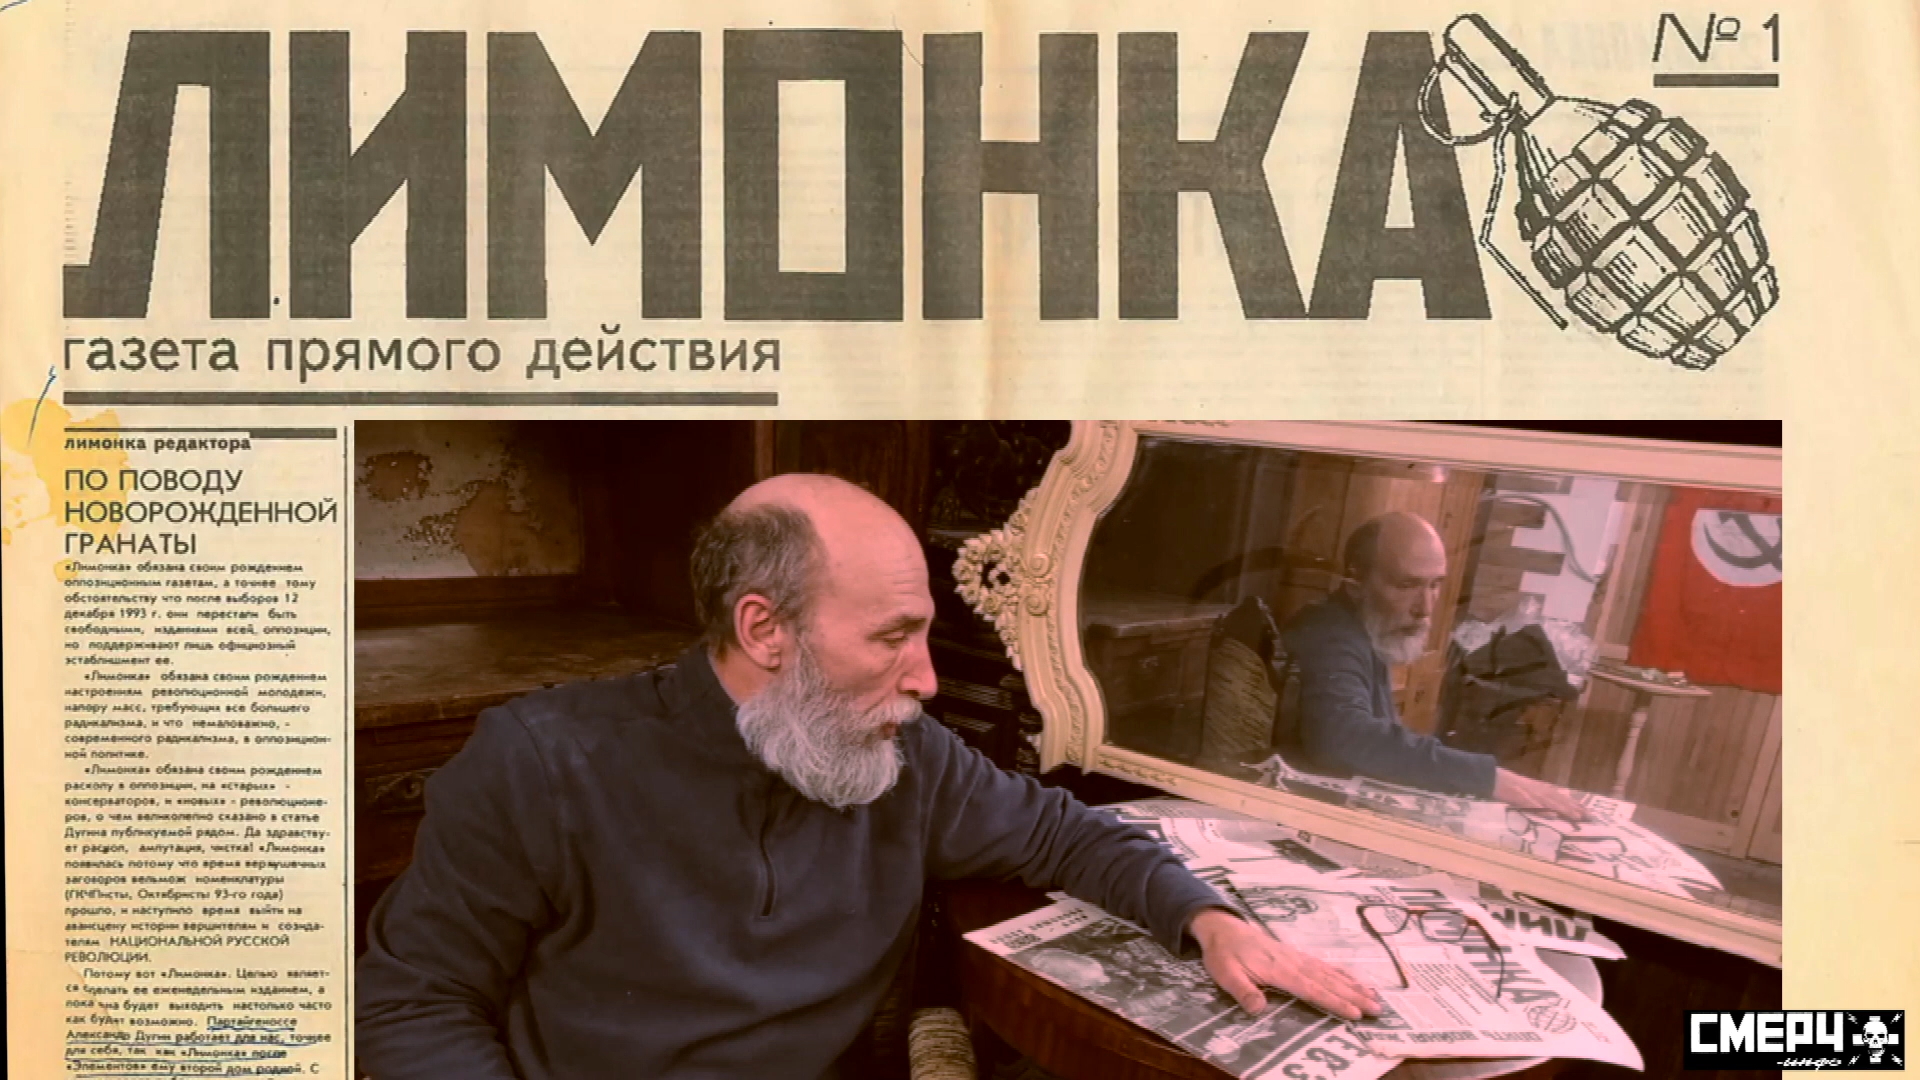 ЛИМОНКА
№ 1
газета прямого действия
лимонка редактора
ПО ПОВОДУ
НОВОРОЖДЕННОЙ
ГРАНАТЫ
«Лимонка» обязана своим рождением
оппозиционным газетам, а точнее тому
обстоятельству что после выборов 12
декабря 1993 г. они перестали быть
свободными, изданиями всей, оппозиции,
но поддерживают лишь официозный
эстаблишмент ее.
«Лимонка» обязана своим рождением
настроениям революционной молодежи,
напору масс, требующих все большего
радикализма, и что немаловажно, -
современного радикализма, в оппозицион-
ной политике.
«Лимонка» обязана своим рождением
расколу в оппозиции, на «старых» -
консерваторов, и «новых» - революционе-
ров, о чем великолепно сказано в статье
Дугина публикуемой рядом. Да здравству-
ет раскол, ампутация, чистка! «Лимонка»
появилась потому что время верхушечных
заговоров вельмож номенклатуры
(ГКЧПисты, Октябристы 93-го года)
прошло, и наступило время выйти на
авансцену истории вершителям и созида-
телям НАЦИОНАЛЬНОЙ РУССКОЙ
РЕВОЛЮЦИИ.
Потому вот «Лимонка». Целью являет-
ся сделать ее еженедельным изданием, а
пока она будет выходить настолько часто
как будет возможно. Партайгеноссе
Александр Дугин работает для нас, точнее
для себя, так как «Лимонка» после
«Элементов» ему второй дом родной. С
ЛИМОНКА
СМЕРЧ